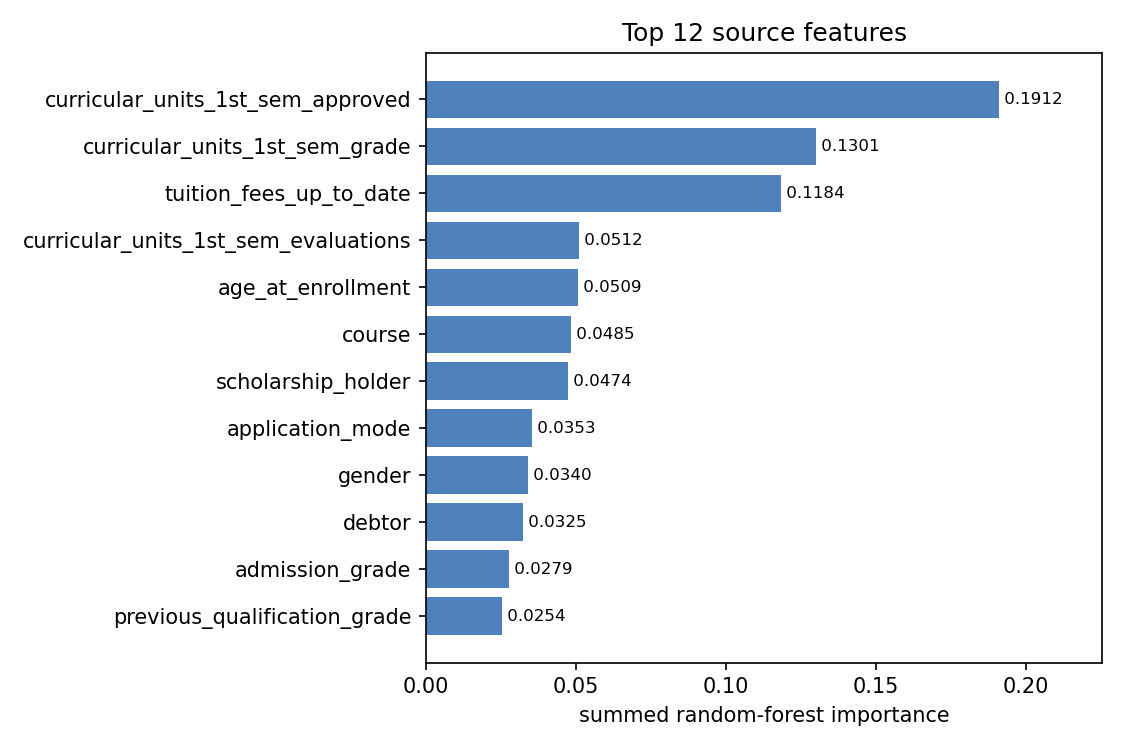 Top 12 source features
curricular_units_1st_sem_approved 0.1912
curricular_units_1st_sem_grade 0.1301
tuition_fees_up_to_date 0.1184
curricular_units_1st_sem_evaluations 0.0512
age_at_enrollment 0.0509
course 0.0485
scholarship_holder 0.0474
application_mode 0.0353
gender 0.0340
debtor 0.0325
admission_grade 0.0279
previous_qualification_grade 0.0254
0.00 0.05 0.10 0.15 0.20
summed random-forest importance